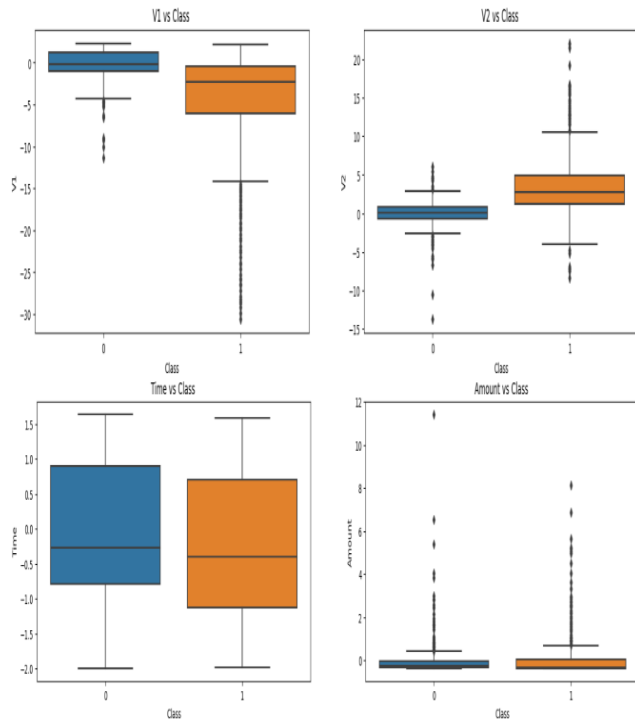 V1 vs Class
V1
0
−5
−10
−15
−20
−25
−30
0 1
Class
V2 vs Class
V2
20
15
10
5
0
−5
−10
−15
0 1
Class
Time vs Class
Time
1.5
1.0
0.5
0.0
−0.5
−1.0
−1.5
−2.0
0 1
Class
Amount vs Class
Amount
12
10
8
6
4
2
0
0 1
Class